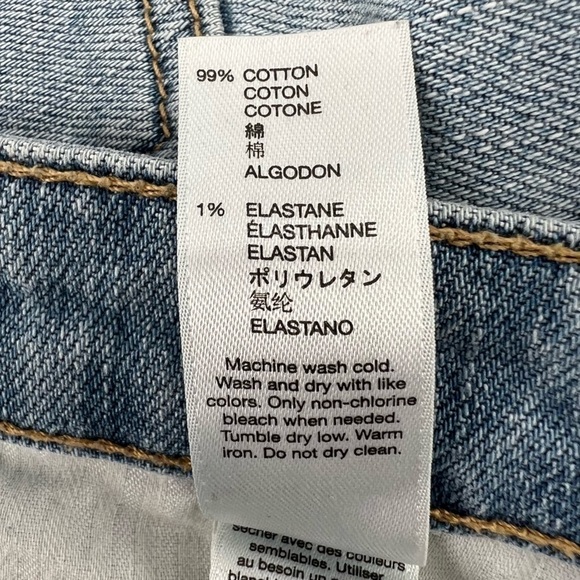 99% COTTON
COTON
COTONE
綿
棉
ALGODON
1% ELASTANE
ÉLASTHANNE
ELASTAN
ポリウレタン
氨纶
ELASTANO
Machine wash cold.
Wash and dry with like
colors. Only non-chlorine
bleach when needed.
Tumble dry low. Warm
iron. Do not dry clean.
sécher avec des couleurs
semblables. Utiliser
au besoin un a